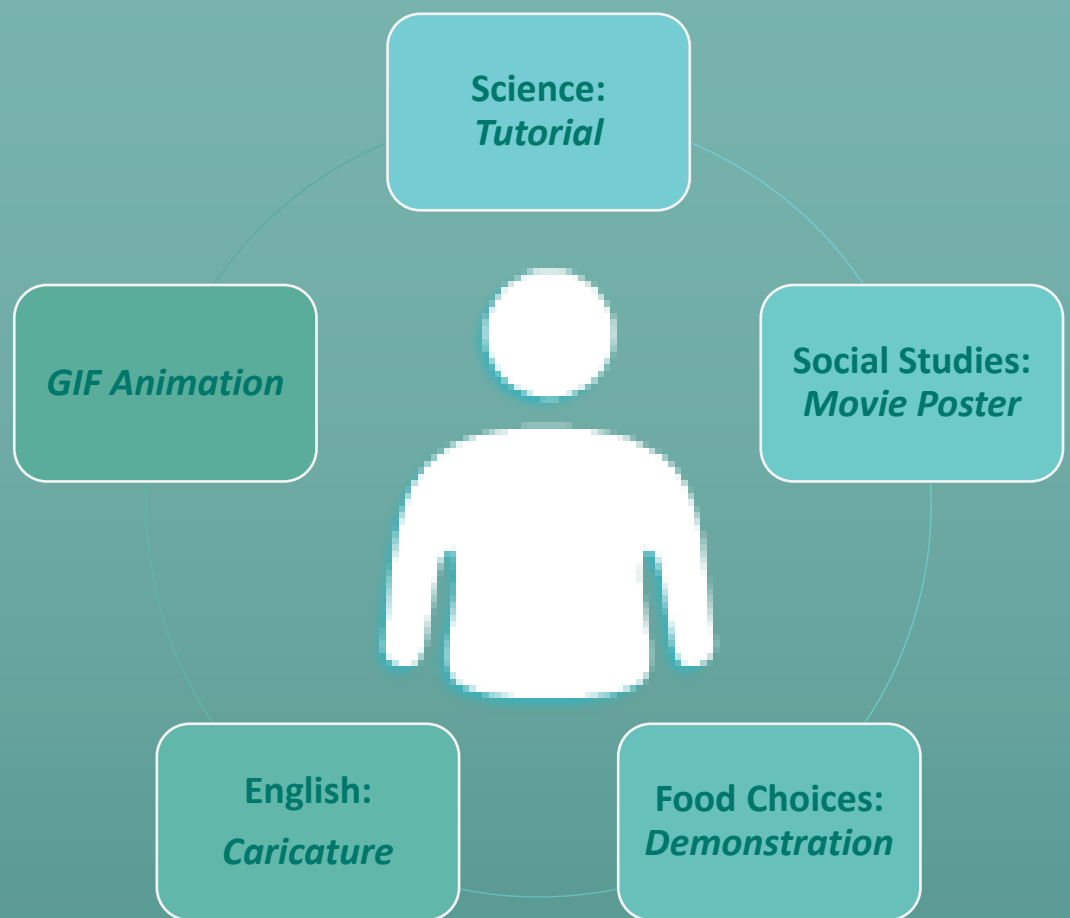 Science:
Tutorial
Social Studies:
Movie Poster
Food Choices:
Demonstration
English:
Caricature
GIF Animation